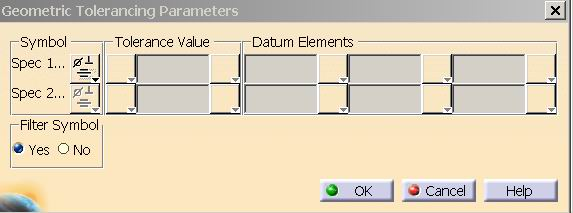 Geometric Tolerancing Parameters
Symbol Tolerance Value Datum Elements
Spec 1...
Spec 2...
Filter Symbol
Yes No
OK Cancel Help